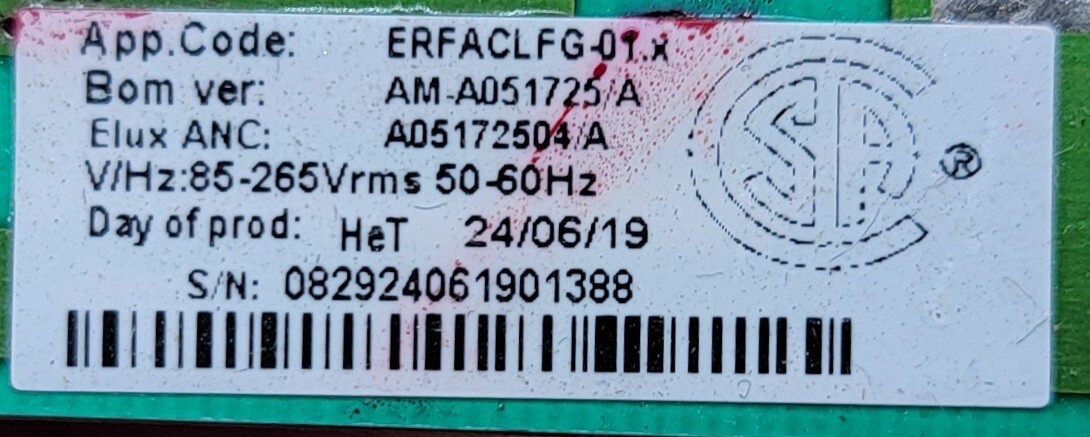 App.Code: ERFACLFG-01.x
Bom ver: AM-A051725/A
Elux ANC: A05172504/A
V/Hz:85-265Vrms 50-60Hz
Day of prod: HeT 24/06/19
S/N: 082924061901388
®